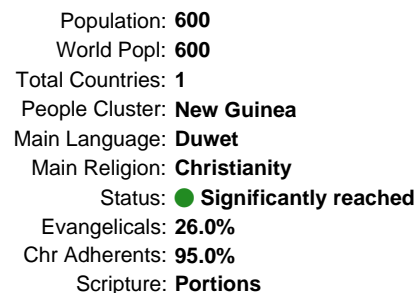 Population: 600
World Popl: 600
Total Countries: 1
People Cluster: New Guinea
Main Language: Duwet
Main Religion: Christianity
Status: Significantly reached
Evangelicals: 26.0%
Chr Adherents: 95.0%
Scripture: Portions